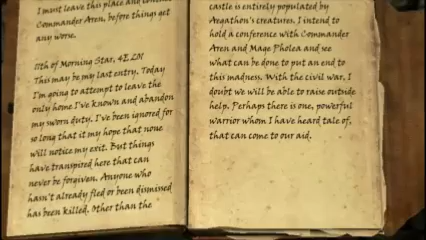 I must leave this place and
Commander Aren, before things get
any worse.
11th of Morning Star, 4E201
This may be my last entry. Today
I'm going to attempt to leave the
only home I've known and abandon
my sworn duty. I've been ignored for
so long that it my hope that none
will notice my exit. But things
have transpired here that can
never be forgiven. Anyone who
hasn't already fled or been dismined
has been killed. Other than the
castle is entirely populated by
Aegathon's creatures. I intend to
hold a conference with Commander
Aren and Mage Pholea and see
what can be done to put an end to
this madness. With the civil war, I
doubt we will be able to raise outside
help. Perhaps there is one, powerful
warrior whom I have heard tale of,
that can come to our aid.